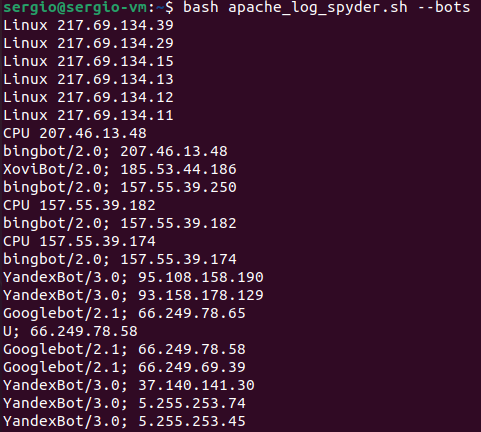 sergio@sergio-vm:~$ bash apache_log_spyder.sh --bots
Linux 217.69.134.39
Linux 217.69.134.29
Linux 217.69.134.15
Linux 217.69.134.13
Linux 217.69.134.12
Linux 217.69.134.11
CPU 207.46.13.48
bingbot/2.0; 207.46.13.48
XoviBot/2.0; 185.53.44.186
bingbot/2.0; 157.55.39.250
CPU 157.55.39.182
bingbot/2.0; 157.55.39.182
CPU 157.55.39.174
bingbot/2.0; 157.55.39.174
YandexBot/3.0; 95.108.158.190
YandexBot/3.0; 93.158.178.129
Googlebot/2.1; 66.249.78.65
U; 66.249.78.58
Googlebot/2.1; 66.249.78.58
Googlebot/2.1; 66.249.69.39
YandexBot/3.0; 37.140.141.30
YandexBot/3.0; 5.255.253.74
YandexBot/3.0; 5.255.253.45